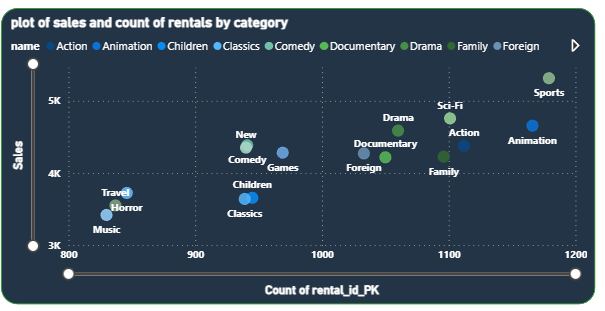 plot of sales and count of rentals by category
name Action Animation Children Classics Comedy Documentary Drama Family Foreign
Sports
5K
Sci-Fi
Drama
Action
Animation
New
Documentary
Comedy
Games
Foreign
Family
4K
Sales
Children
Travel
Horror
Classics
Music
3K
800 900 1000 1100 1200
Count of rental_id_PK